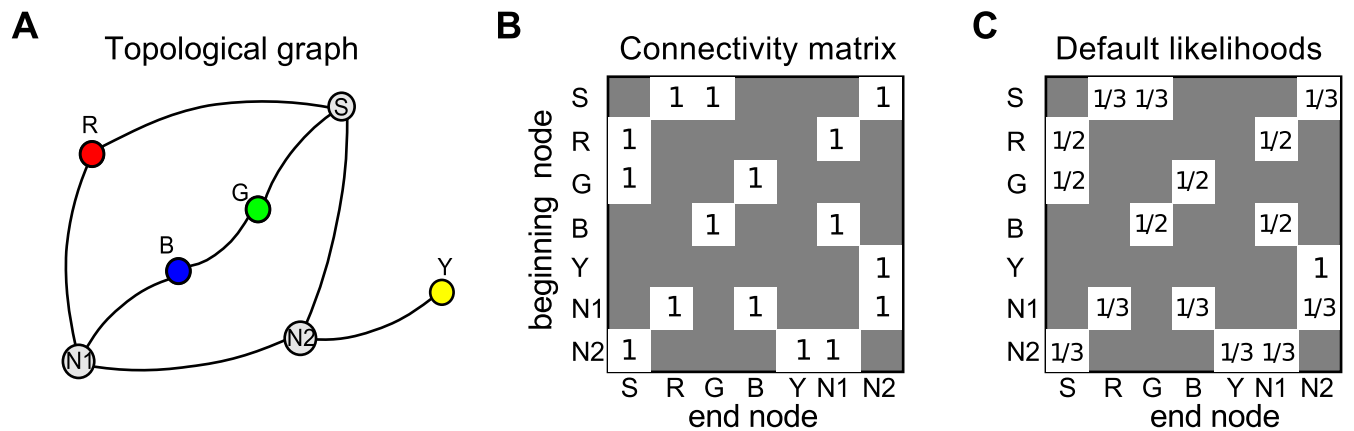 A
Topological graph
R
S
G
B
Y
N2
N1
B
Connectivity matrix
beginning node
S 1 1 1
R 1 1
G 1 1
B 1 1
Y 1
N1 1 1 1
N2 1 1 1
S R G B Y N1 N2
end node
C
Default likelihoods
S 1/3 1/3 1/3
R 1/2 1/2
G 1/2 1/2
B 1/2 1/2
Y 1
N1 1/3 1/3 1/3
N2 1/3 1/3 1/3
S R G B Y N1 N2
end node